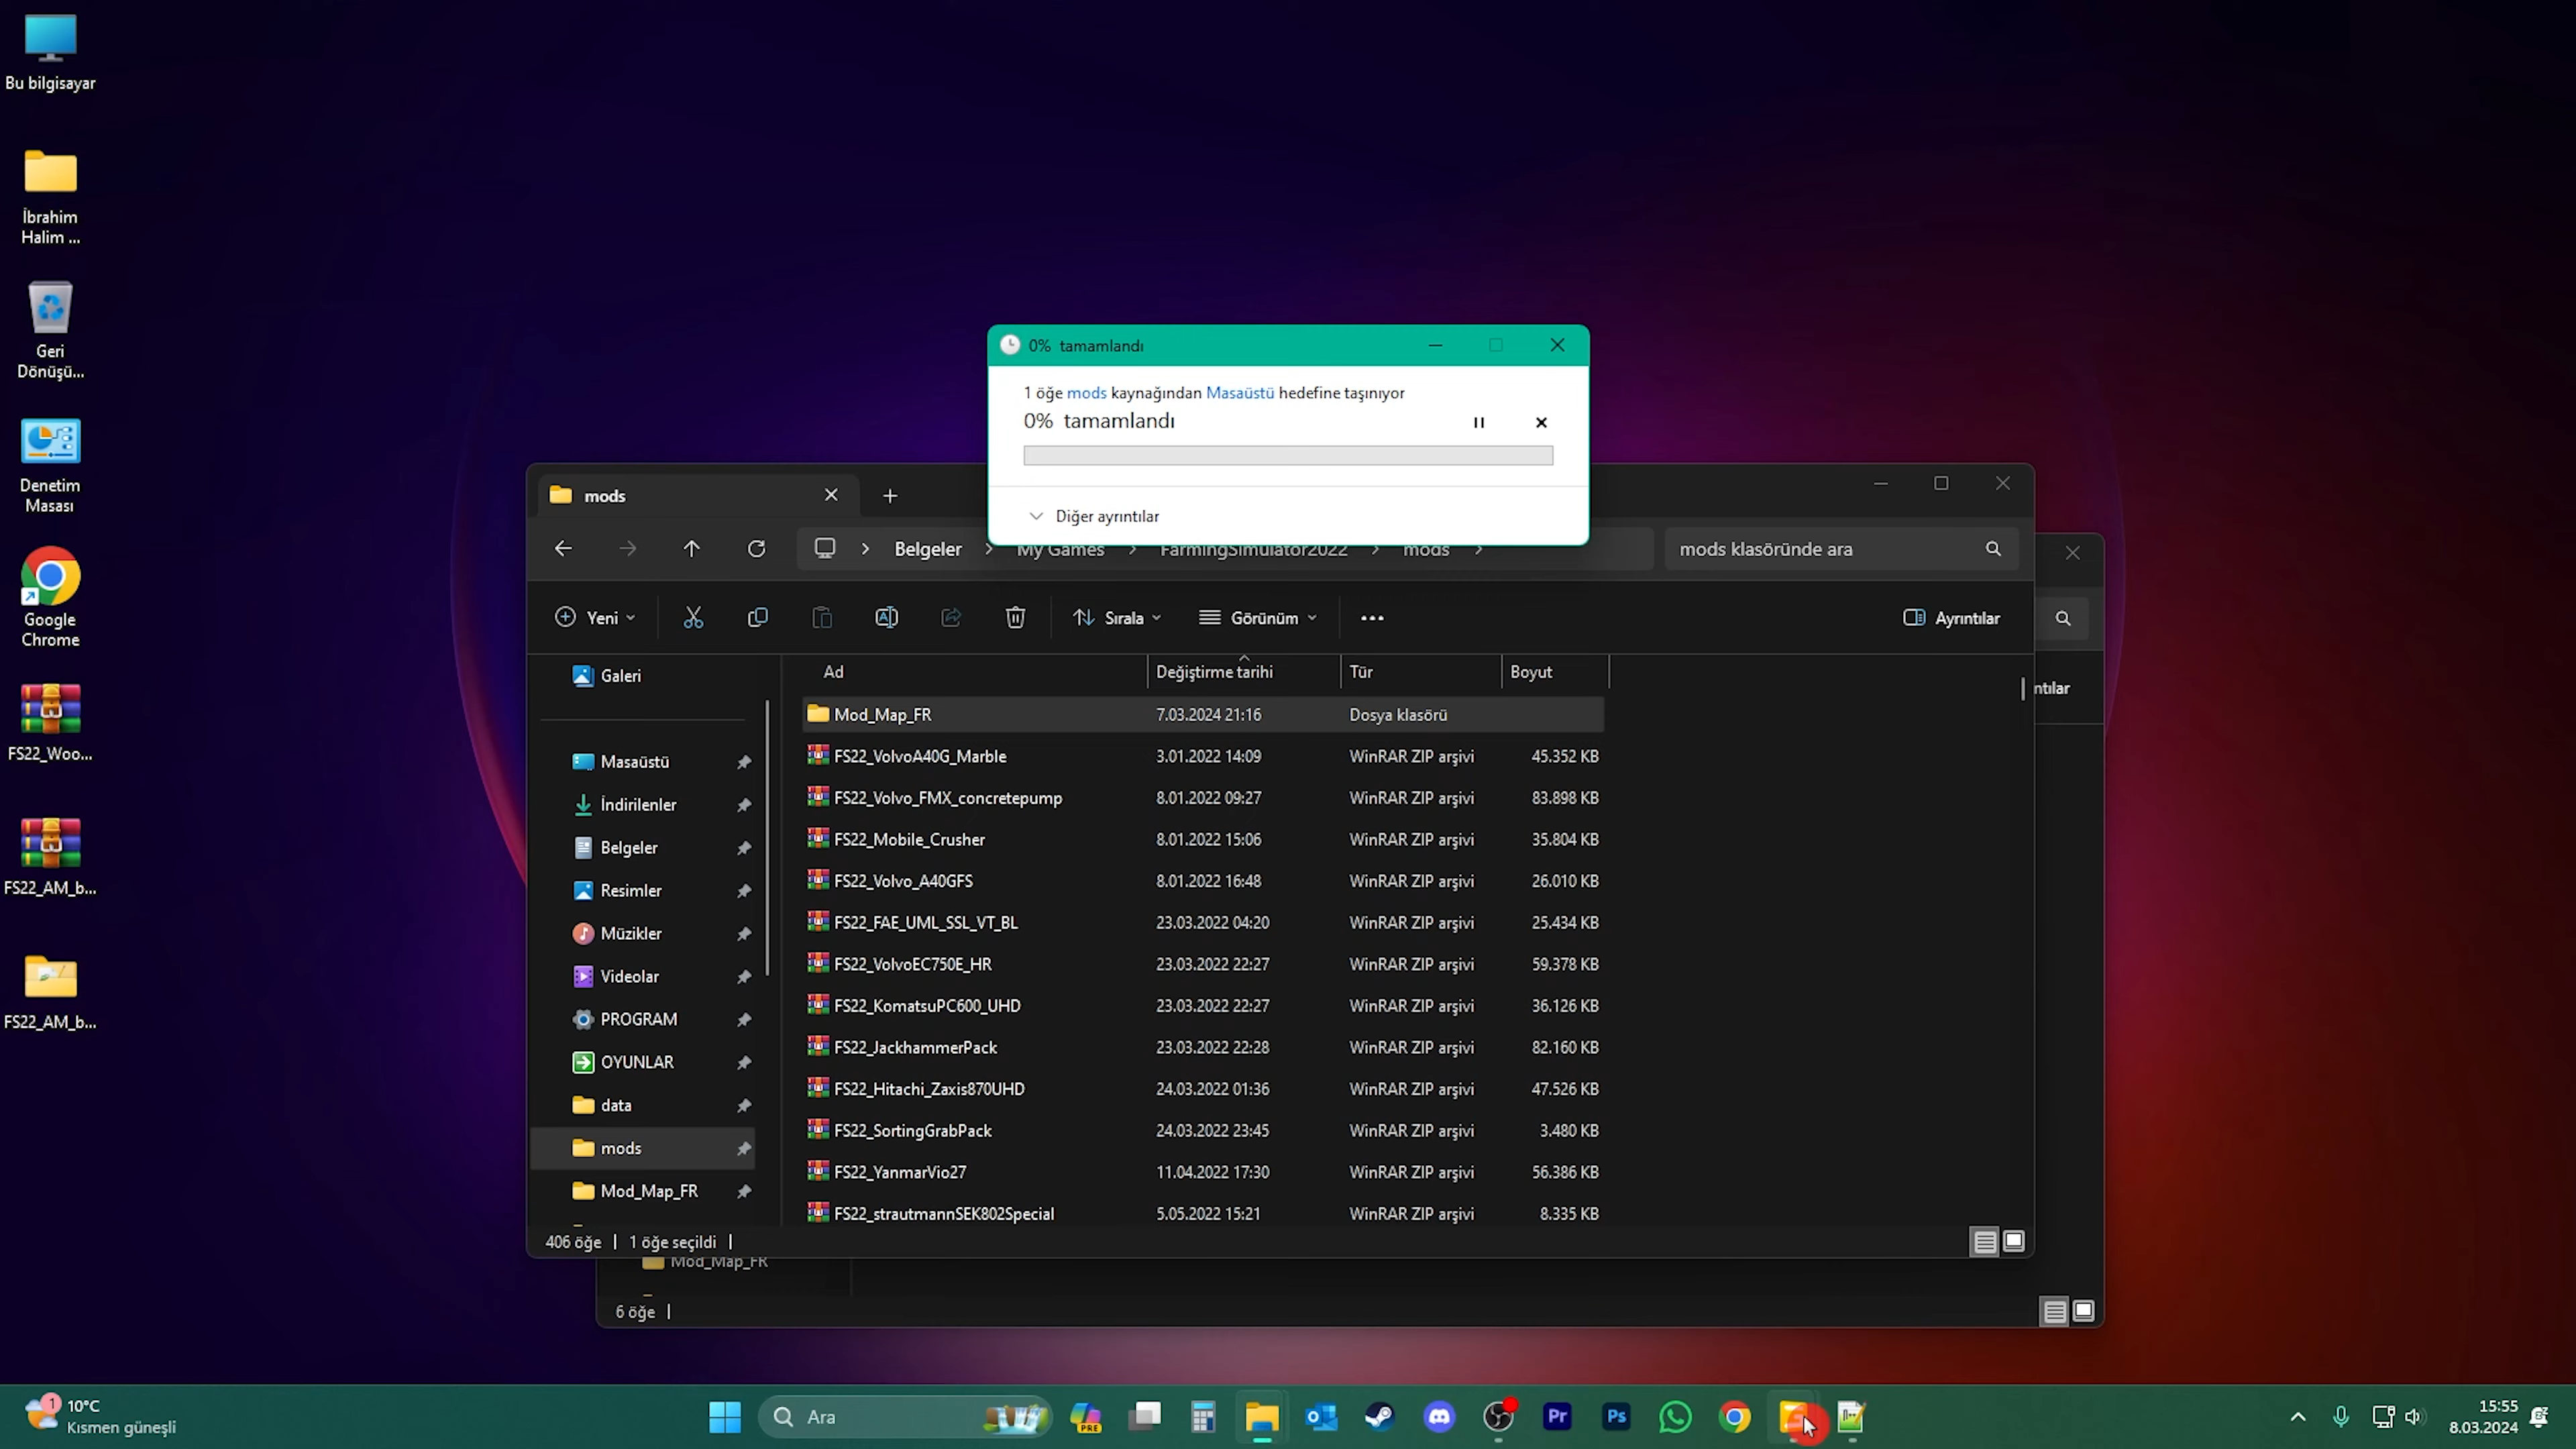 Bu bilgisayar
İbrahim
Halim ...
Geri
Dönüşü...
Denetim
Masası
Google
Chrome
FS22_Woo...
FS22_AM_b...
FS22_AM_b...
0% tamamlandı
1 öğe mods kaynağından Masaüstü hedefine taşınıyor
0% tamamlandı
Diğer ayrıntılar
mods
Belgeler
My Games
FarmingSimulator2022
mods
mods klasöründe ara
Yeni
Sırala
Görünüm
Ayrıntılar
ntılar
Galeri
Masaüstü
İndirilenler
Belgeler
Resimler
Müzikler
Videolar
PROGRAM
OYUNLAR
data
mods
Mod_Map_FR
Ad Değiştirme tarihi Tür Boyut
Mod_Map_FR 7.03.2024 21:16 Dosya klasörü
FS22_VolvoA40G_Marble 3.01.2022 14:09 WinRAR ZIP arşivi 45.352 KB
FS22_Volvo_FMX_concretepump 8.01.2022 09:27 WinRAR ZIP arşivi 83.898 KB
FS22_Mobile_Crusher 8.01.2022 15:06 WinRAR ZIP arşivi 35.804 KB
FS22_Volvo_A40GFS 8.01.2022 16:48 WinRAR ZIP arşivi 26.010 KB
FS22_FAE_UML_SSL_VT_BL 23.03.2022 04:20 WinRAR ZIP arşivi 25.434 KB
FS22_VolvoEC750E_HR 23.03.2022 22:27 WinRAR ZIP arşivi 59.378 KB
FS22_KomatsuPC600_UHD 23.03.2022 22:27 WinRAR ZIP arşivi 36.126 KB
FS22_JackhammerPack 23.03.2022 22:28 WinRAR ZIP arşivi 82.160 KB
FS22_Hitachi_Zaxis870UHD 24.03.2022 01:36 WinRAR ZIP arşivi 47.526 KB
FS22_SortingGrabPack 24.03.2022 23:45 WinRAR ZIP arşivi 3.480 KB
FS22_YanmarVio27 11.04.2022 17:30 WinRAR ZIP arşivi 56.386 KB
FS22_strautmannSEK802Special 5.05.2022 15:21 WinRAR ZIP arşivi 8.335 KB
406 öğe 1 öğe seçildi
Mod_Map_FR
6 öğe
1
10°C
Kısmen güneşli
Ara
PRE
Pr
Ps
15:55
8.03.2024